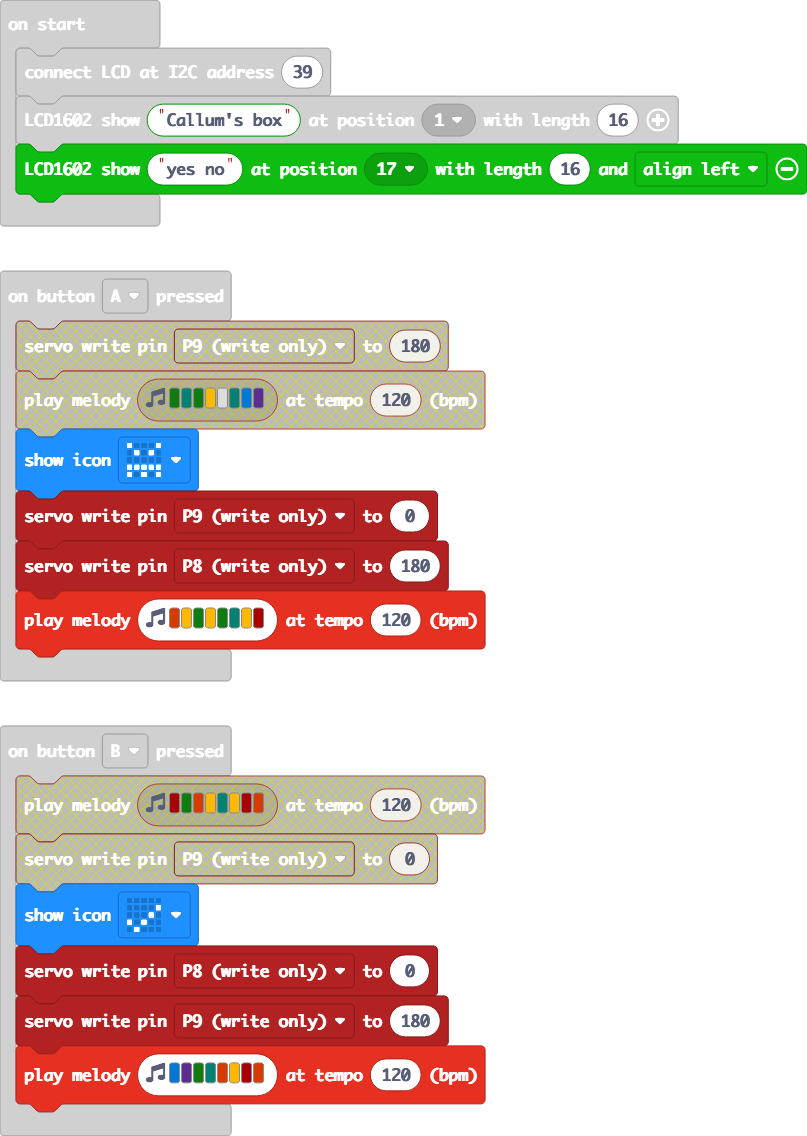 on start
connect LCD at I2C address 39
LCD1602 show "Callum's box" at position 1 with length 16
LCD1602 show "yes no" at position 17 with length 16 and align left
on button A pressed
servo write pin P9 (write only) to 180
play melody at tempo 120 (bpm)
show icon
servo write pin P9 (write only) to 0
servo write pin P8 (write only) to 180
play melody at tempo 120 (bpm)
on button B pressed
play melody at tempo 120 (bpm)
servo write pin P9 (write only) to 0
show icon
servo write pin P8 (write only) to 0
servo write pin P9 (write only) to 180
play melody at tempo 120 (bpm)